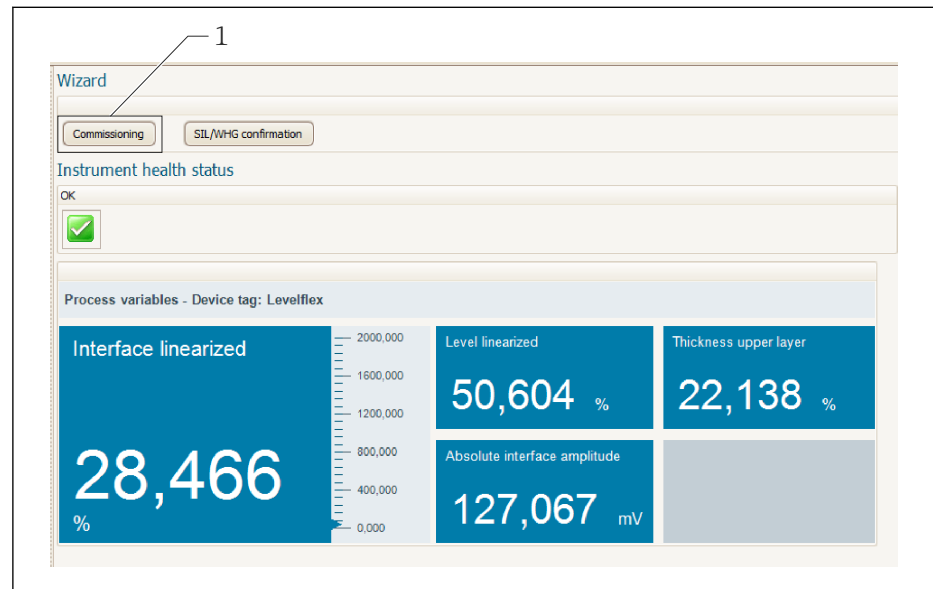 1
Wizard
Commissioning
SIL/WHG confirmation
Instrument health status
OK
Process variables - Device tag: Levelflex
Interface linearized
28,466
%
2000,000
1600,000
1200,000
800,000
400,000
0,000
Level linearized
50,604 %
Thickness upper layer
22,138 %
Absolute interface amplitude
127,067 mV